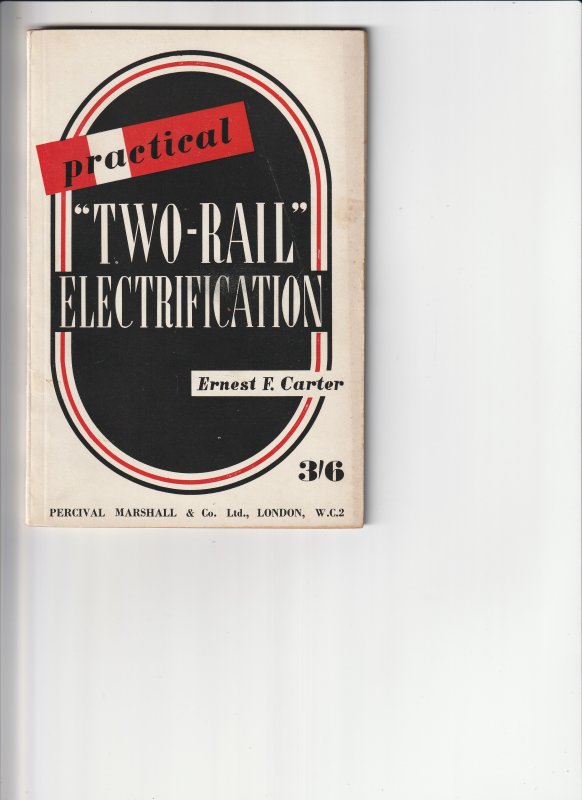 practical
"TWO-RAIL"
ELECTRIFICATION
Ernest F. Carter
3/6
PERCIVAL MARSHALL & Co. Ltd., LONDON, W.C.2